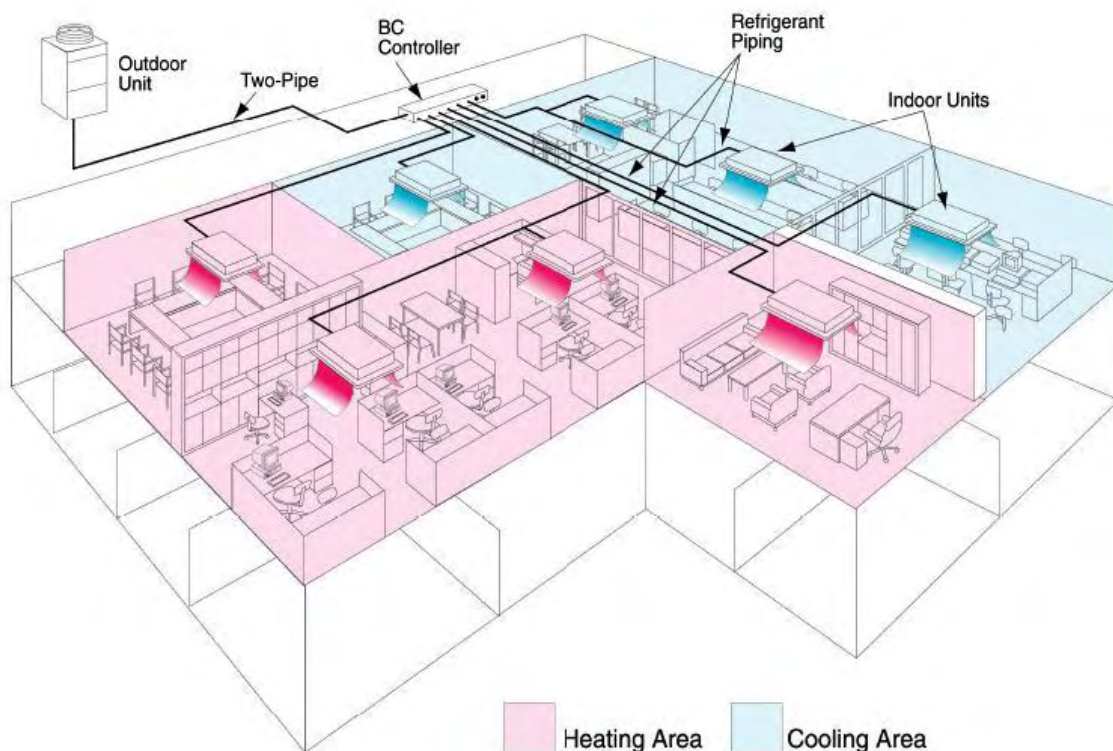 Outdoor
Unit
Two-Pipe
BC
Controller
Refrigerant
Piping
Indoor Units
Heating Area
Cooling Area